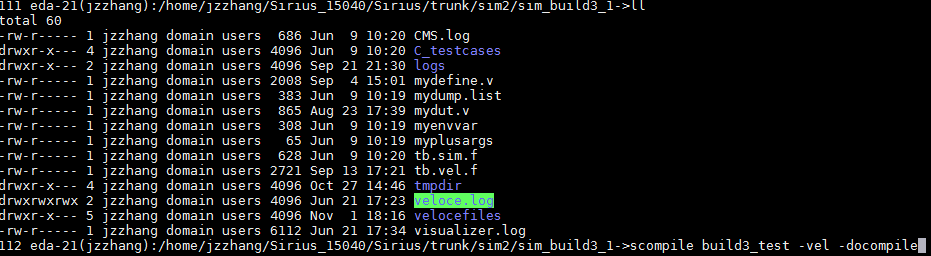 111 eda-21(jzzhang):/home/jzzhang/Sirius_15040/Sirius/trunk/sim2/sim_build3_1->ll
total 60
-rw-r----- 1 jzzhang domain users  686 Jun  9 10:20 CMS.log
drwxr-x--- 4 jzzhang domain users 4096 Jun  9 10:20 C_testcases
drwxr-x--- 2 jzzhang domain users 4096 Sep 21 21:30 logs
-rw-r----- 1 jzzhang domain users 2008 Sep  4 15:01 mydefine.v
-rw-r----- 1 jzzhang domain users  383 Jun  9 10:19 mydump.list
-rw-r----- 1 jzzhang domain users  865 Aug 23 17:39 mydut.v
-rw-r----- 1 jzzhang domain users  308 Jun  9 10:19 myenvvar
-rw-r----- 1 jzzhang domain users   65 Jun  9 10:19 myplusargs
-rw-r----- 1 jzzhang domain users  628 Jun  9 10:20 tb.sim.f
-rw-r----- 1 jzzhang domain users 2721 Sep 13 17:21 tb.vel.f
drwxr-x--- 4 jzzhang domain users 4096 Oct 27 14:46 tmpdir
drwxrwxrwx 2 jzzhang domain users 4096 Jun 21 17:23 veloce.log
drwxr-x--- 5 jzzhang domain users 4096 Nov  1 18:16 velocefiles
-rw-r----- 1 jzzhang domain users 6112 Jun 21 17:34 visualizer.log
112 eda-21(jzzhang):/home/jzzhang/Sirius_15040/Sirius/trunk/sim2/sim_build3_1->scompile build3_test -vel -docompile